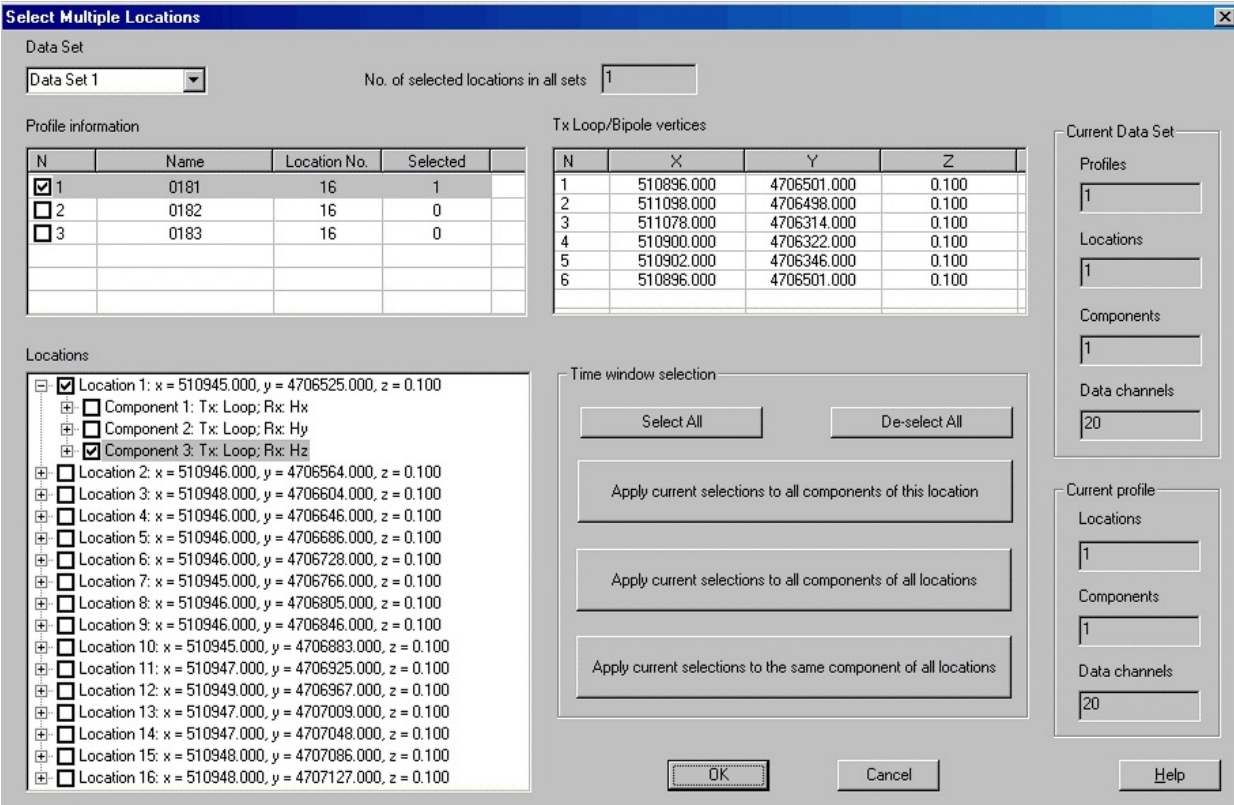 Select Multiple Locations
Data Set
Data Set 1
No. of selected locations in all sets 1
Profile information
N Name Location No. Selected
1 0181 16 1
2 0182 16 0
3 0183 16 0
Tx Loop/Bipole vertices
N X Y Z
1 510896.000 4706501.000 0.100
2 511098.000 4706498.000 0.100
3 511078.000 4706314.000 0.100
4 510900.000 4706322.000 0.100
5 510902.000 4706346.000 0.100
6 510896.000 4706501.000 0.100
Current Data Set
Profiles
1
Locations
1
Components
1
Data channels
20
Locations
Location 1: x = 510945.000, y = 4706525.000, z = 0.100
Component 1: Tx: Loop; Rx: Hx
Component 2: Tx: Loop; Rx: Hy
Component 3: Tx: Loop; Rx: Hz
Location 2: x = 510946.000, y = 4706564.000, z = 0.100
Location 3: x = 510948.000, y = 4706604.000, z = 0.100
Location 4: x = 510946.000, y = 4706646.000, z = 0.100
Location 5: x = 510946.000, y = 4706686.000, z = 0.100
Location 6: x = 510946.000, y = 4706728.000, z = 0.100
Location 7: x = 510945.000, y = 4706766.000, z = 0.100
Location 8: x = 510946.000, y = 4706805.000, z = 0.100
Location 9: x = 510946.000, y = 4706846.000, z = 0.100
Location 10: x = 510945.000, y = 4706883.000, z = 0.100
Location 11: x = 510947.000, y = 4706925.000, z = 0.100
Location 12: x = 510949.000, y = 4706967.000, z = 0.100
Location 13: x = 510947.000, y = 4707009.000, z = 0.100
Location 14: x = 510947.000, y = 4707048.000, z = 0.100
Location 15: x = 510948.000, y = 4707086.000, z = 0.100
Location 16: x = 510948.000, y = 4707127.000, z = 0.100
Time window selection
Select All
De-select All
Apply current selections to all components of this location
Apply current selections to all components of all locations
Apply current selections to the same component of all locations
Current profile
Locations
1
Components
1
Data channels
20
OK
Cancel
Help